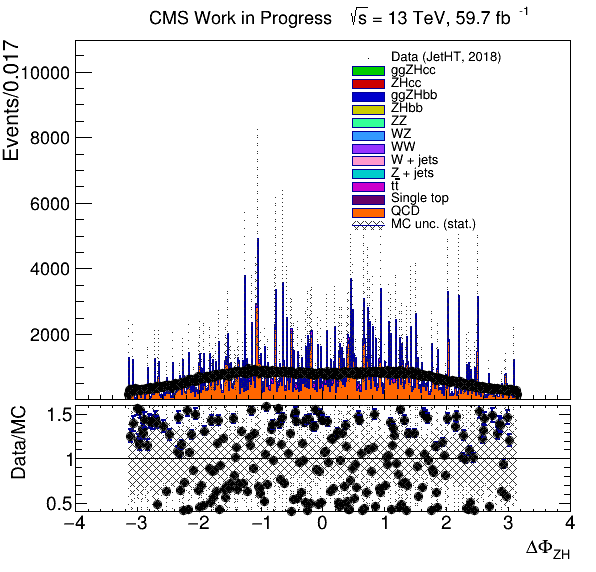 CMS Work in Progress √s = 13 TeV, 59.7 fb⁻¹
Events/0.017
10000
8000
6000
4000
2000
Data (JetHT, 2018)
ggZHcc
ZHcc
ggZHbb
ZHbb
ZZ
WZ
WW
W + jets
Z + jets
tt̅
Single top
QCD
MC unc. (stat.)
Data/MC
1.5
1
0.5
−4 −3 −2 −1 0 1 2 3 4
ΔΦ_ZH